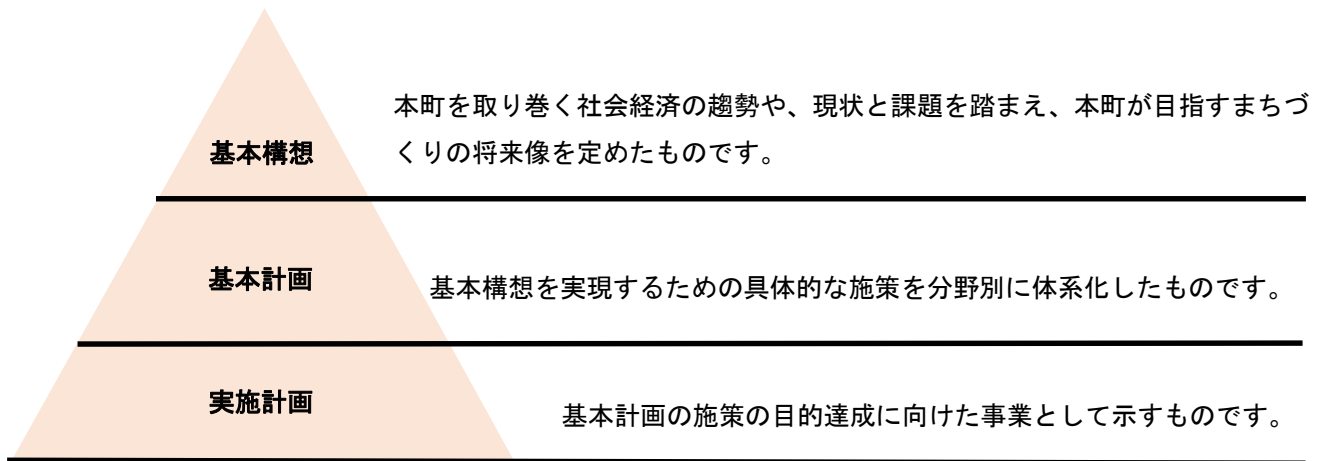 基本構想
本町を取り巻く社会経済の趨勢や、現状と課題を踏まえ、本町が目指すまちづ
くりの将来像を定めたものです。
基本計画
基本構想を実現するための具体的な施策を分野別に体系化したものです。
実施計画
基本計画の施策の目的達成に向けた事業として示すものです。